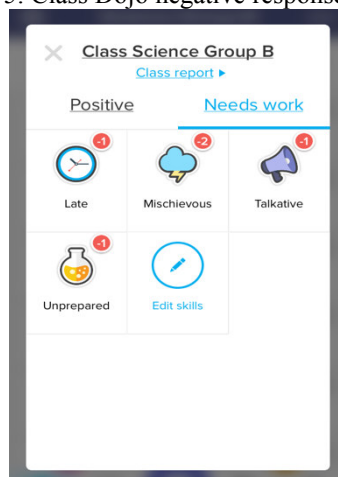 5. Class Dojo negative response
Class Science Group B
Class report ▸
Positive
Needs work
-1
-2
-1
Late
Mischievous
Talkative
-1
Unprepared
Edit skills